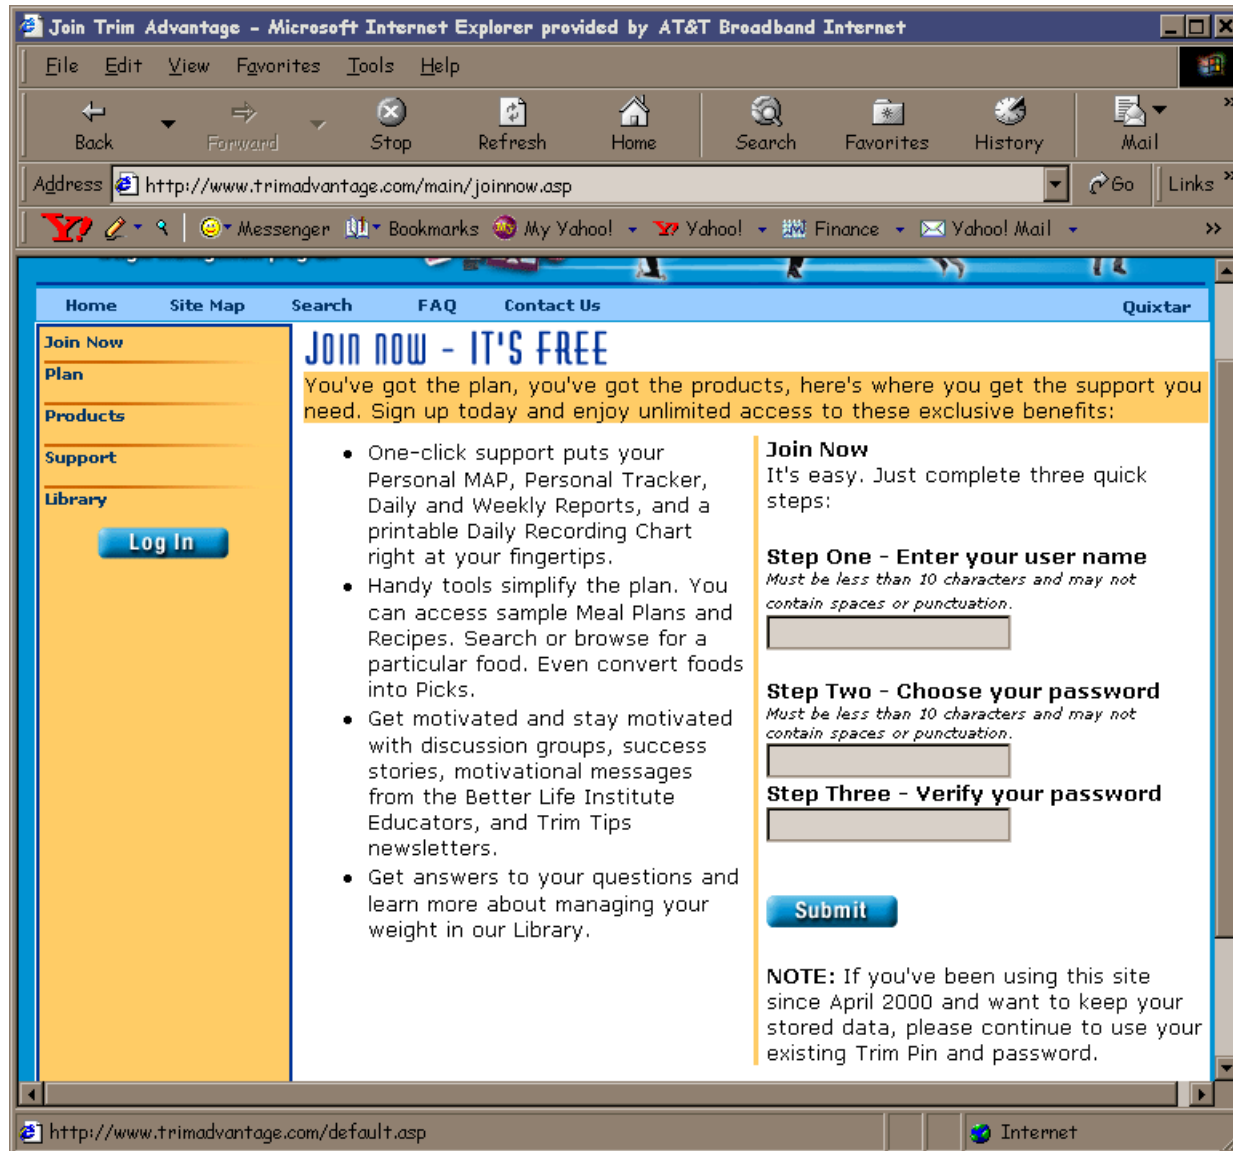 Join Trim Advantage - Microsoft Internet Explorer provided by AT&T Broadband Internet
File Edit View Favorites Tools Help
Back Forward Stop Refresh Home Search Favorites History Mail
Address http://www.trimadvantage.com/main/joinnow.asp Go Links
Y! Messenger Bookmarks My Yahoo! Yahoo! Finance Yahoo! Mail
Home Site Map Search FAQ Contact Us Quixtar
Join Now
Plan
Products
Support
Library
Log In
JOIN NOW - IT'S FREE
You've got the plan, you've got the products, here's where you get the support you
need. Sign up today and enjoy unlimited access to these exclusive benefits:
• One-click support puts your
Personal MAP, Personal Tracker,
Daily and Weekly Reports, and a
printable Daily Recording Chart
right at your fingertips.
• Handy tools simplify the plan. You
can access sample Meal Plans and
Recipes. Search or browse for a
particular food. Even convert foods
into Picks.
• Get motivated and stay motivated
with discussion groups, success
stories, motivational messages
from the Better Life Institute
Educators, and Trim Tips
newsletters.
• Get answers to your questions and
learn more about managing your
weight in our Library.
Join Now
It's easy. Just complete three quick
steps:
Step One - Enter your user name
Must be less than 10 characters and may not
contain spaces or punctuation.
Step Two - Choose your password
Must be less than 10 characters and may not
contain spaces or punctuation.
Step Three - Verify your password
Submit
NOTE: If you've been using this site
since April 2000 and want to keep your
stored data, please continue to use your
existing Trim Pin and password.
http://www.trimadvantage.com/default.asp Internet